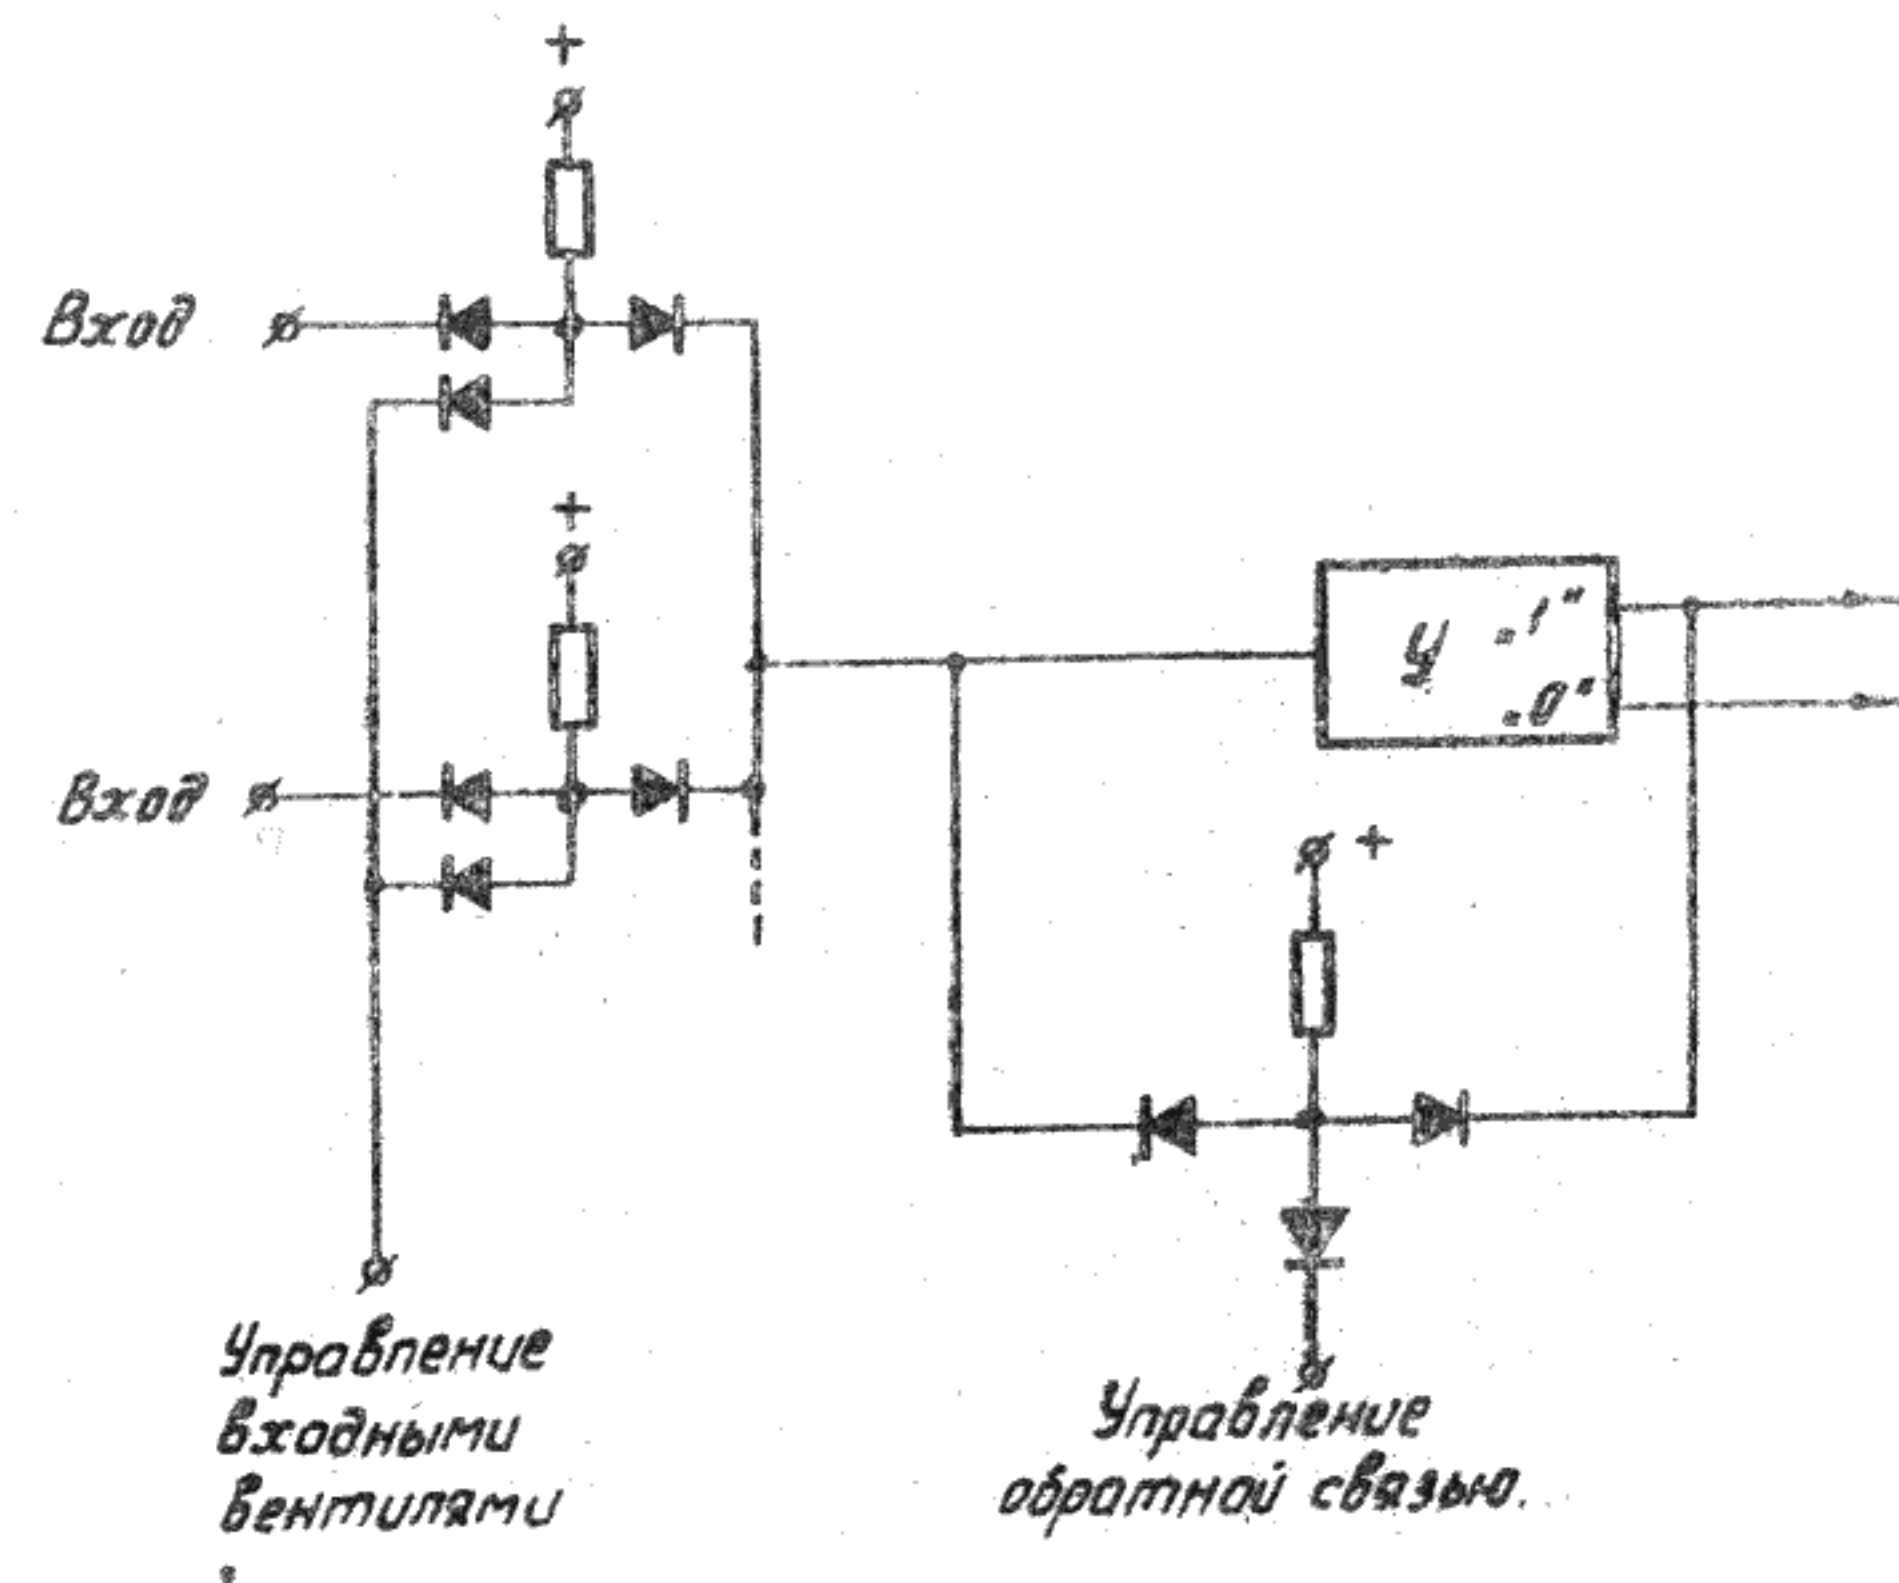 +
Вход
+
Вход
У „1"
„0"
+
Управление
входными
вентилями
Управление
обратной связью.